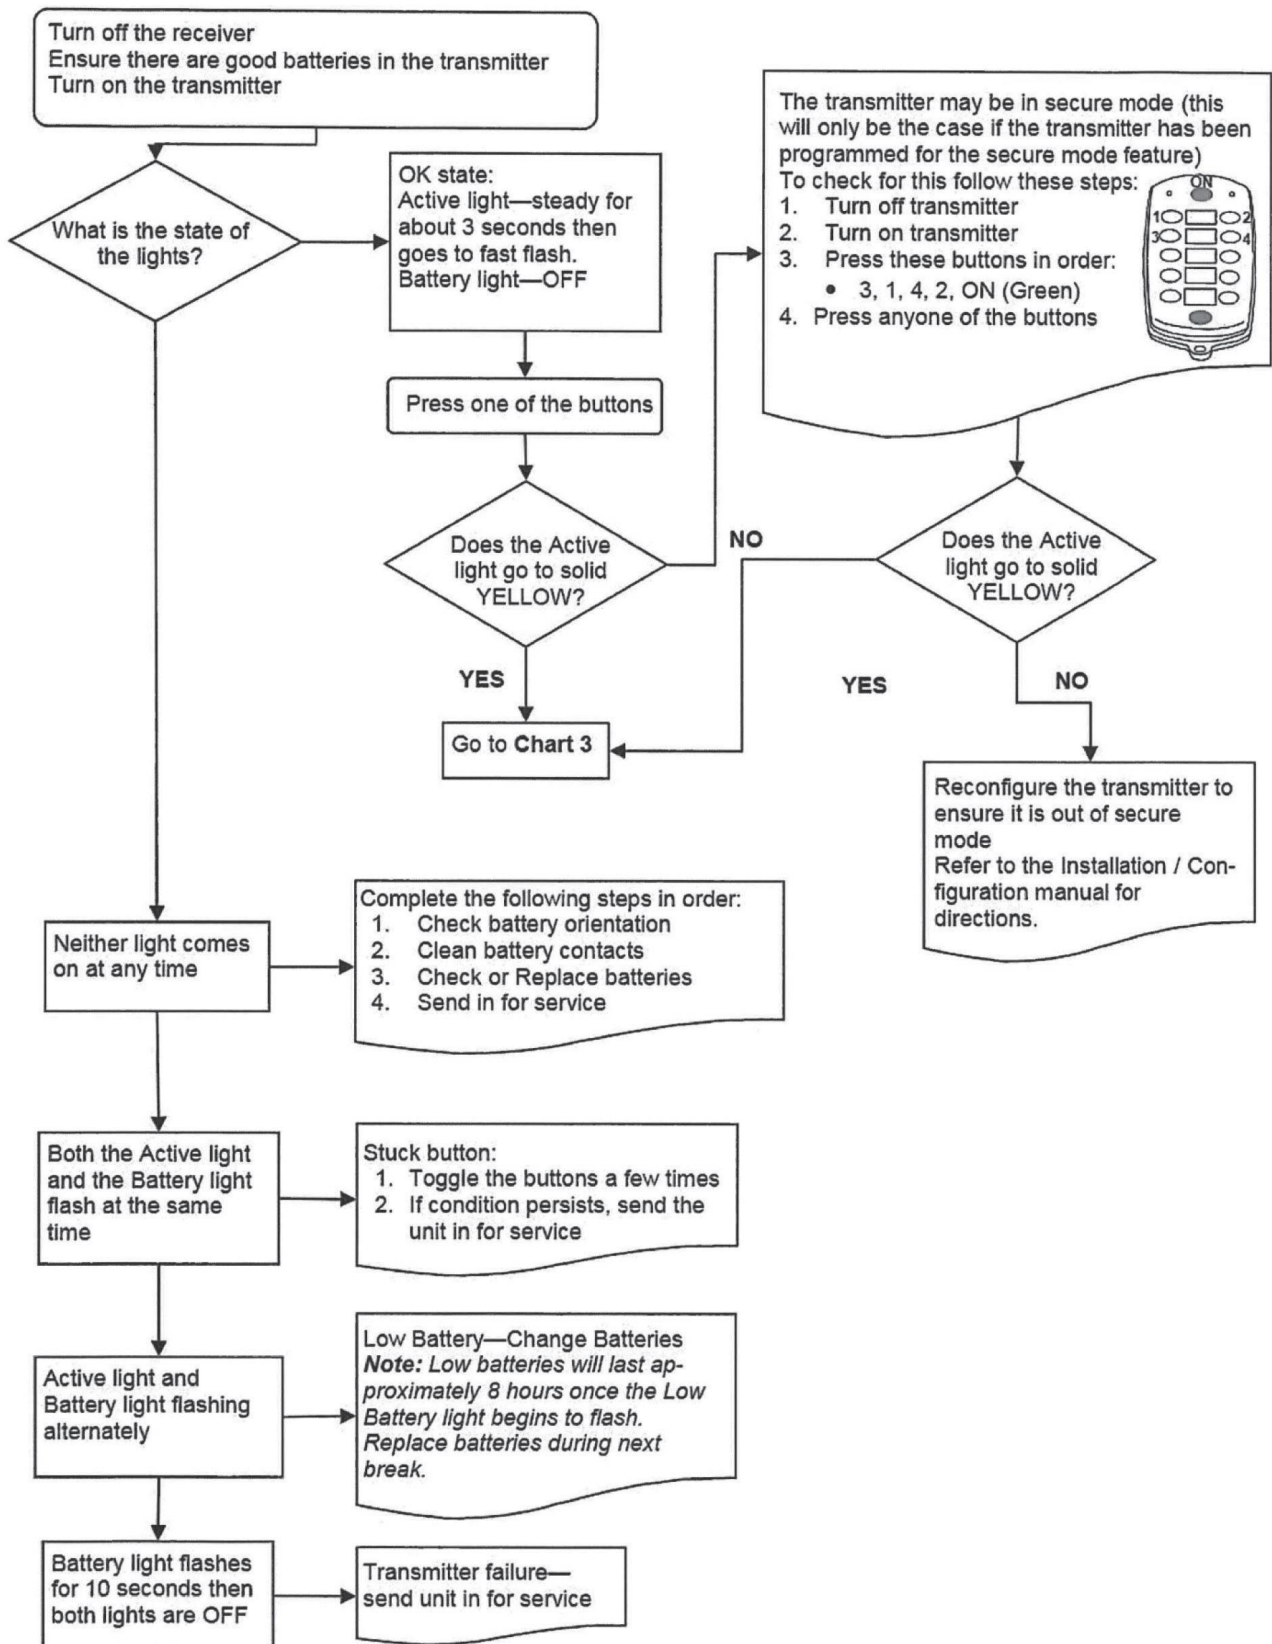 Turn off the receiver
Ensure there are good batteries in the transmitter
Turn on the transmitter
What is the state of
the lights?
OK state:
Active light—steady for
about 3 seconds then
goes to fast flash.
Battery light—OFF
Press one of the buttons
Does the Active
light go to solid
YELLOW?
NO
YES
Go to Chart 3
The transmitter may be in secure mode (this
will only be the case if the transmitter has been
programmed for the secure mode feature)
To check for this follow these steps:
1. Turn off transmitter
2. Turn on transmitter
3. Press these buttons in order:
• 3, 1, 4, 2, ON (Green)
4. Press anyone of the buttons
ON
1 2
3 4
Does the Active
light go to solid
YELLOW?
YES
NO
Reconfigure the transmitter to
ensure it is out of secure
mode
Refer to the Installation / Con-
figuration manual for
directions.
Neither light comes
on at any time
Complete the following steps in order:
1. Check battery orientation
2. Clean battery contacts
3. Check or Replace batteries
4. Send in for service
Both the Active light
and the Battery light
flash at the same
time
Stuck button:
1. Toggle the buttons a few times
2. If condition persists, send the
unit in for service
Active light and
Battery light flashing
alternately
Low Battery—Change Batteries
Note: Low batteries will last ap-
proximately 8 hours once the Low
Battery light begins to flash.
Replace batteries during next
break.
Battery light flashes
for 10 seconds then
both lights are OFF
Transmitter failure—
send unit in for service